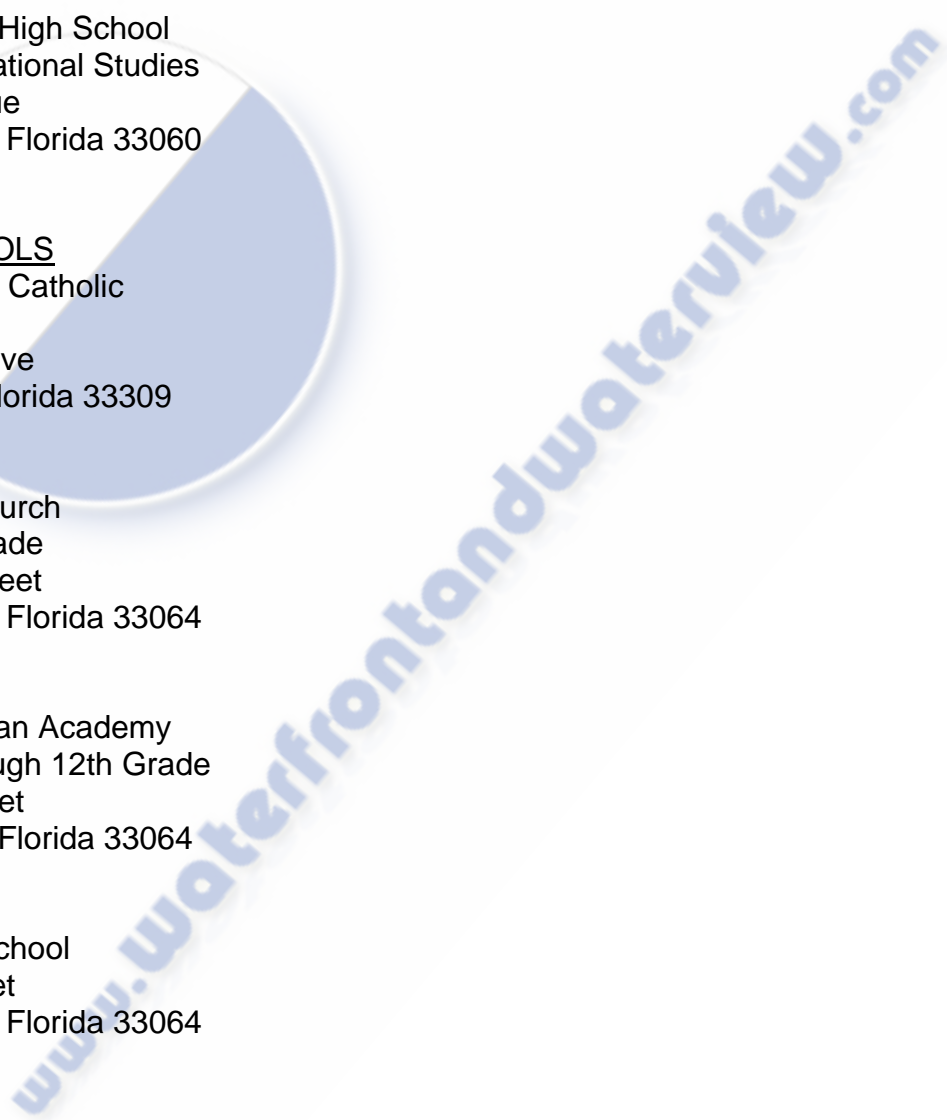 High School
ational Studies
ue
Florida 33060
OLS
Catholic
ve
lorida 33309
urch
ade
eet
Florida 33064
an Academy
ugh 12th Grade
et
Florida 33064
chool
et
Florida 33064
www.waterfrontandwaterview.com